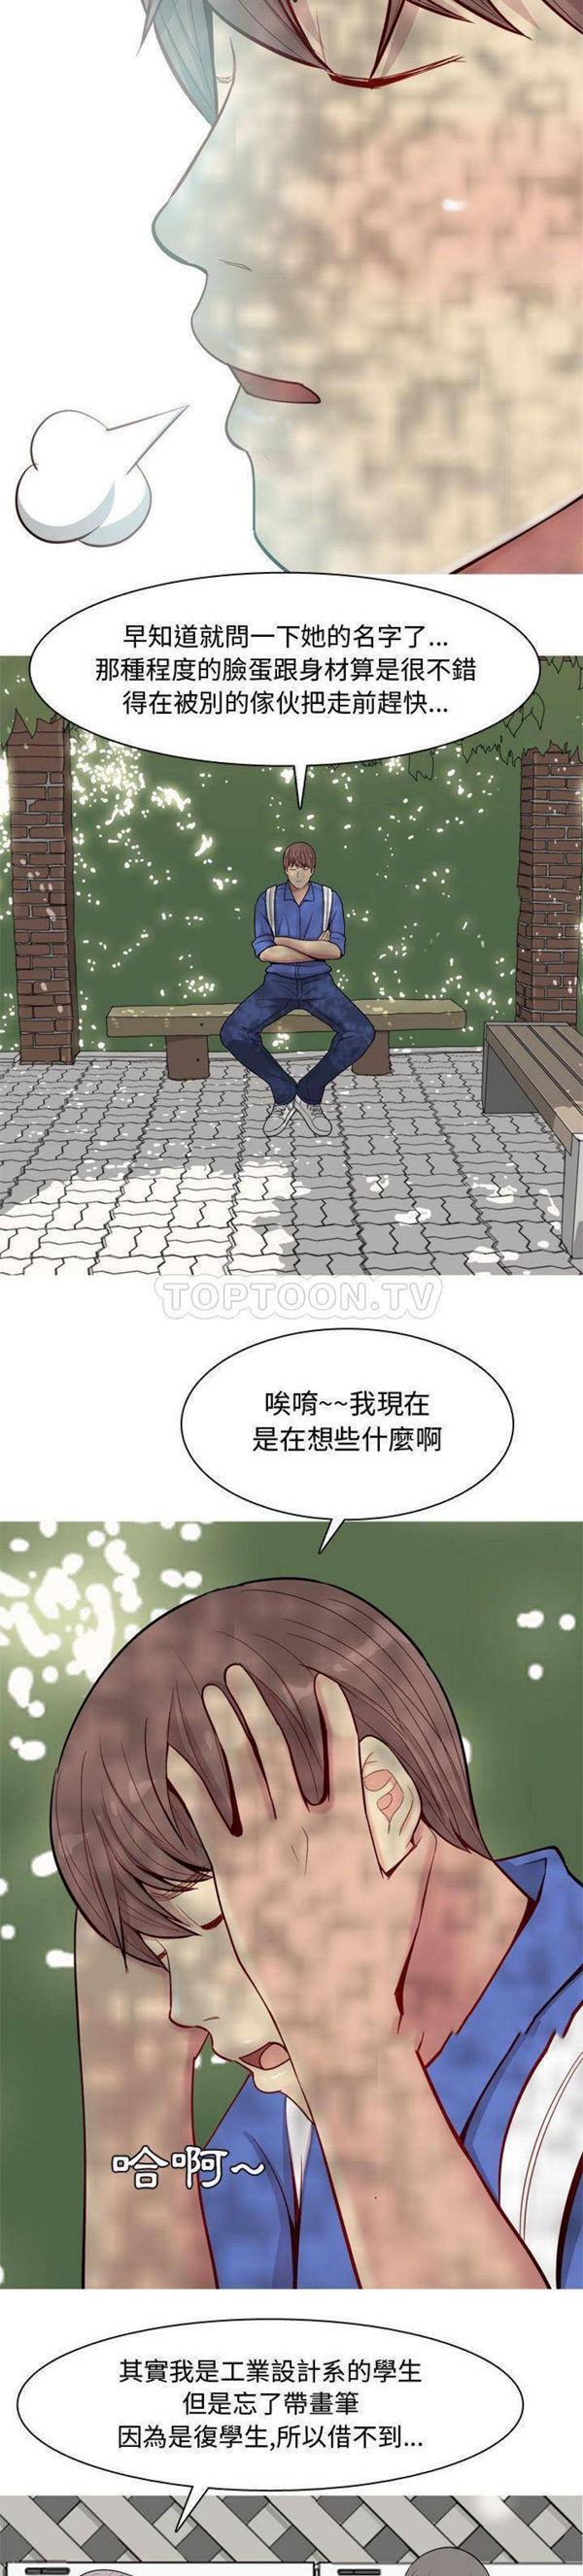 早知道就問一下她的名字了...
那種程度的臉蛋跟身材算是很不錯
得在被別的傢伙把走前趕快...
TOPTOON.TV
唉唷~~我現在
是在想些什麼啊
哈啊~
其實我是工業設計系的學生
但是忘了帶畫筆
因為是復學生,所以借不到...